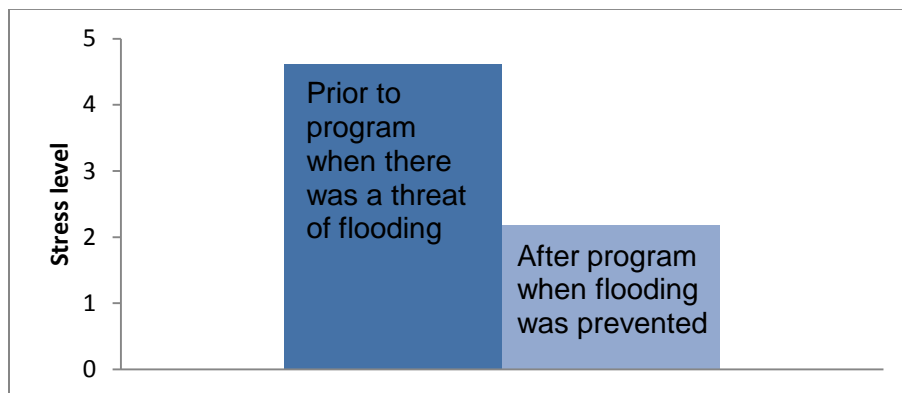 5
4
3
2
1
0
Stress level
Prior to
program
when there
was a threat
of flooding
After program
when flooding
was prevented